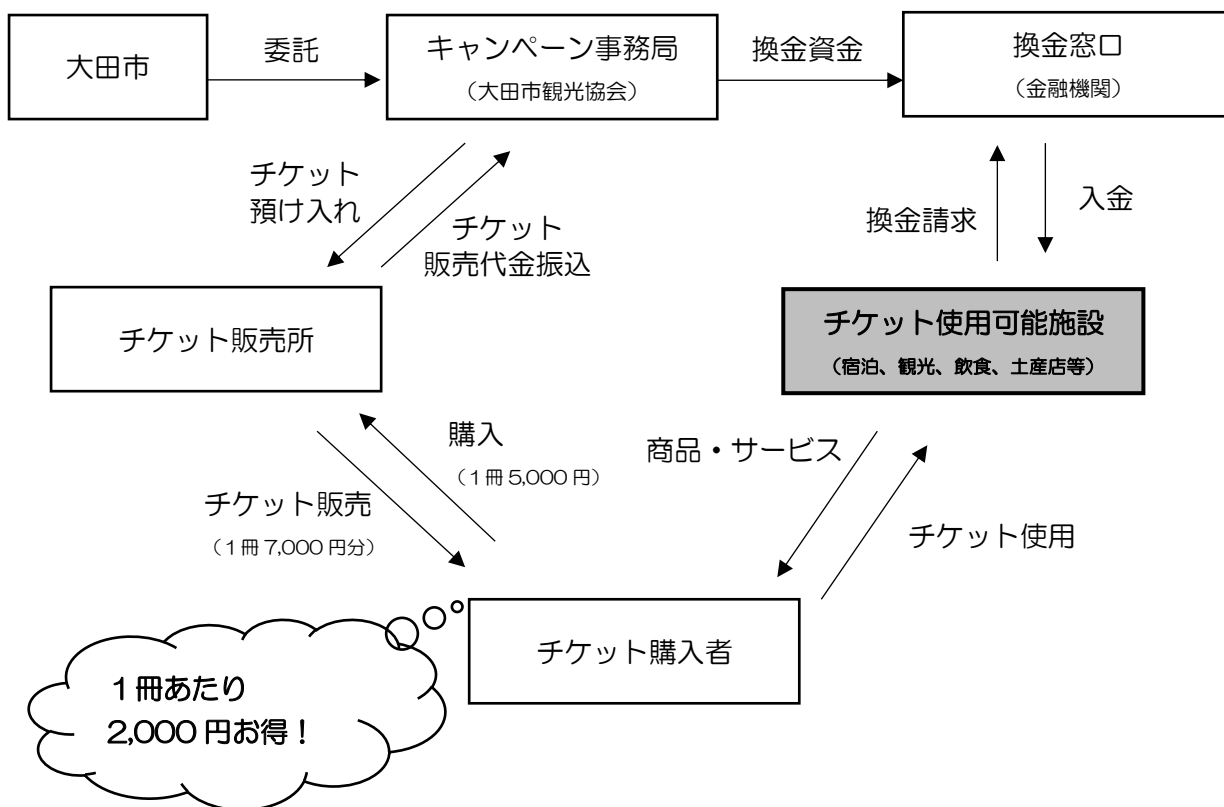 大田市
委託
キャンペーン事務局
（大田市観光協会）
換金資金
換金窓口
（金融機関）
チケット
預け入れ
チケット
販売代金振込
換金請求
入金
チケット販売所
チケット使用可能施設
（宿泊、観光、飲食、土産店等）
購入
（１冊 5,000 円）
チケット販売
（１冊 7,000 円分）
商品・サービス
チケット使用
チケット購入者
１冊あたり
2,000 円お得！